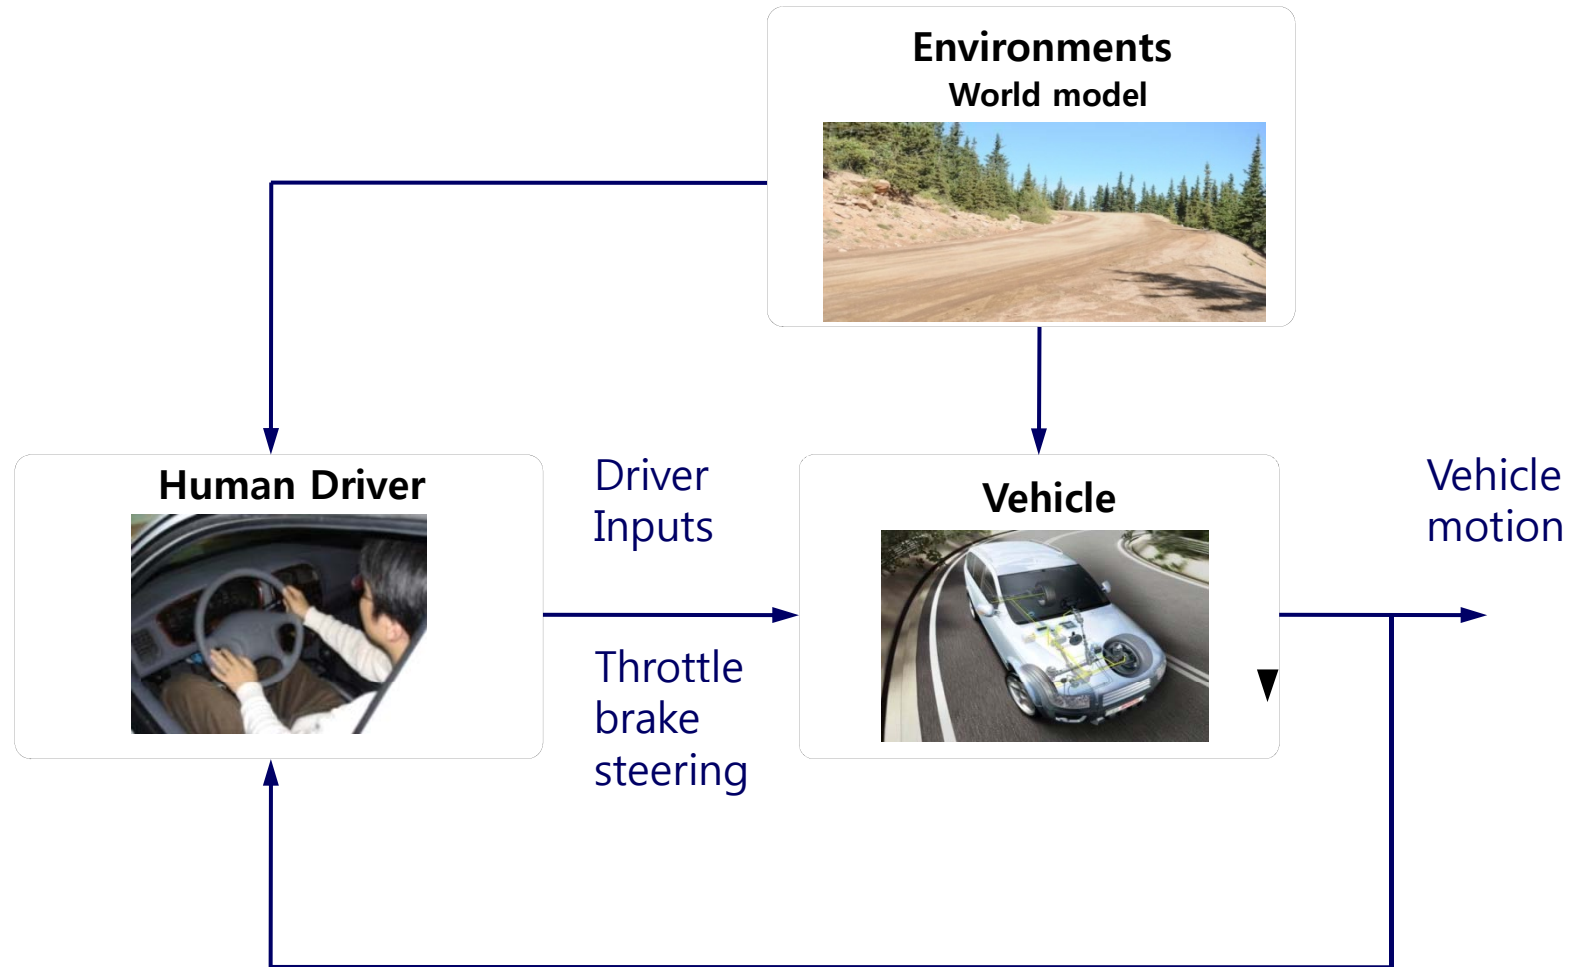 Environments
World model
Human Driver
Driver
Inputs
Throttle
brake
steering
Vehicle
Vehicle
motion